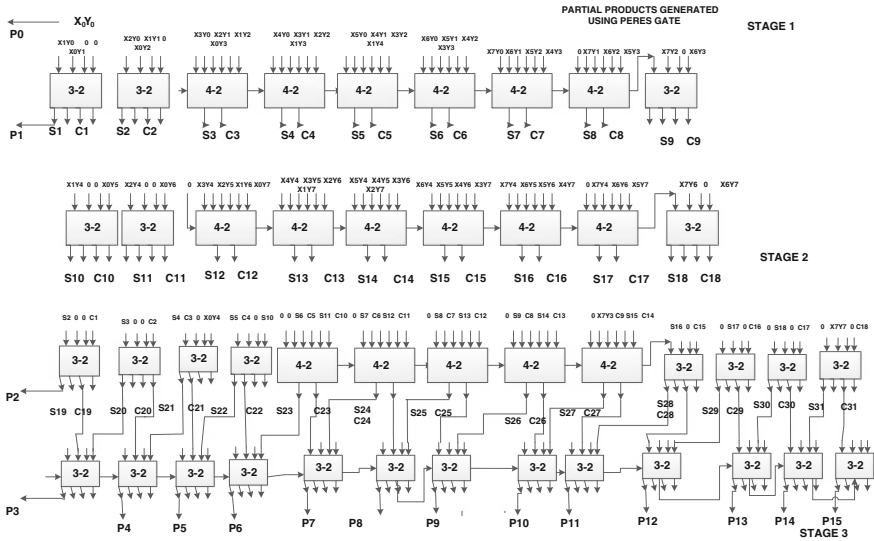 PARTIAL PRODUCTS GENERATED
USING PERES GATE
STAGE 1
P0
X0Y0
X1Y0 0 0
X0Y1
X2Y0 X1Y1 0
X0Y2
X3Y0 X2Y1 X1Y2
X0Y3
X4Y0 X3Y1 X2Y2
X1Y3
X5Y0 X4Y1 X3Y2
X1Y4
X6Y0 X5Y1 X4Y2
X3Y3
X7Y0 X6Y1 X5Y2 X4Y3
0 X7Y1 X6Y2 X5Y3
X7Y2 0 X6Y3
3-2 3-2 4-2 4-2 4-2 4-2 4-2 4-2 3-2
P1
S1 C1 S2 C2 S3 C3 S4 C4 S5 C5 S6 C6 S7 C7 S8 C8 S9 C9
X1Y4 0 0 X0Y5
X2Y4 0 0 X0Y6
0 X3Y4 X2Y5 X1Y6 X0Y7
X4Y4 X3Y5 X2Y6
X1Y7
X5Y4 X4Y5 X3Y6
X2Y7
X6Y4 X5Y5 X4Y6 X3Y7
X7Y4 X6Y5 X5Y6 X4Y7
0 X7Y4 X6Y6 X5Y7
X7Y6 0 X6Y7
3-2 3-2 4-2 4-2 4-2 4-2 4-2 4-2 3-2
STAGE 2
S10 C10 S11 C11 S12 C12 S13 C13 S14 C14 S15 C15 S16 C16 S17 C17 S18 C18
S2 0 0 C1
S3 0 0 C2
S4 C3 0 X0Y4
S5 C4 0 S10
0 0 S6 C5 S11 C10
0 S7 C6 S12 C11
0 S8 C7 S13 C12
0 S9 C8 S14 C13
0 X7Y3 C9 S15 C14
S16 0 C15
0 S17 0 C16
0 S18 0 C17
0 X7Y7 0 C18
3-2 3-2 3-2 3-2 4-2 4-2 4-2 4-2 4-2 3-2 3-2 3-2 3-2
P2
S19 C19 S20 C20 S21 C21 S22 C22 S23 C23 S24
C24
S25 C25 S26 C26 S27 C27 S28
C28
S29 C29 S30 C30 S31 C31
3-2 3-2 3-2 3-2 3-2 3-2 3-2 3-2 3-2 3-2 3-2 3-2 3-2
P3
P4 P5 P6 P7 P8 P9 P10 P11 P12 P13 P14 P15
STAGE 3